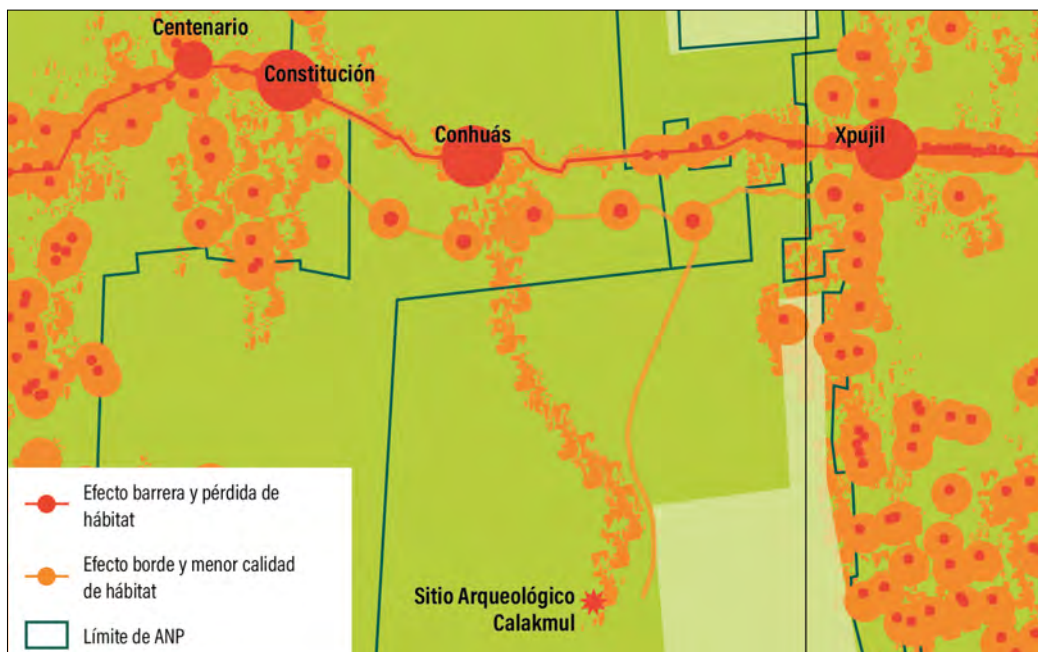 Centenario
Constitución
Conhuás
Xpujil
Efecto barrera y pérdida de
hábitat
Efecto borde y menor calidad
de hábitat
Límite de ANP
Sitio Arqueológico
Calakmul